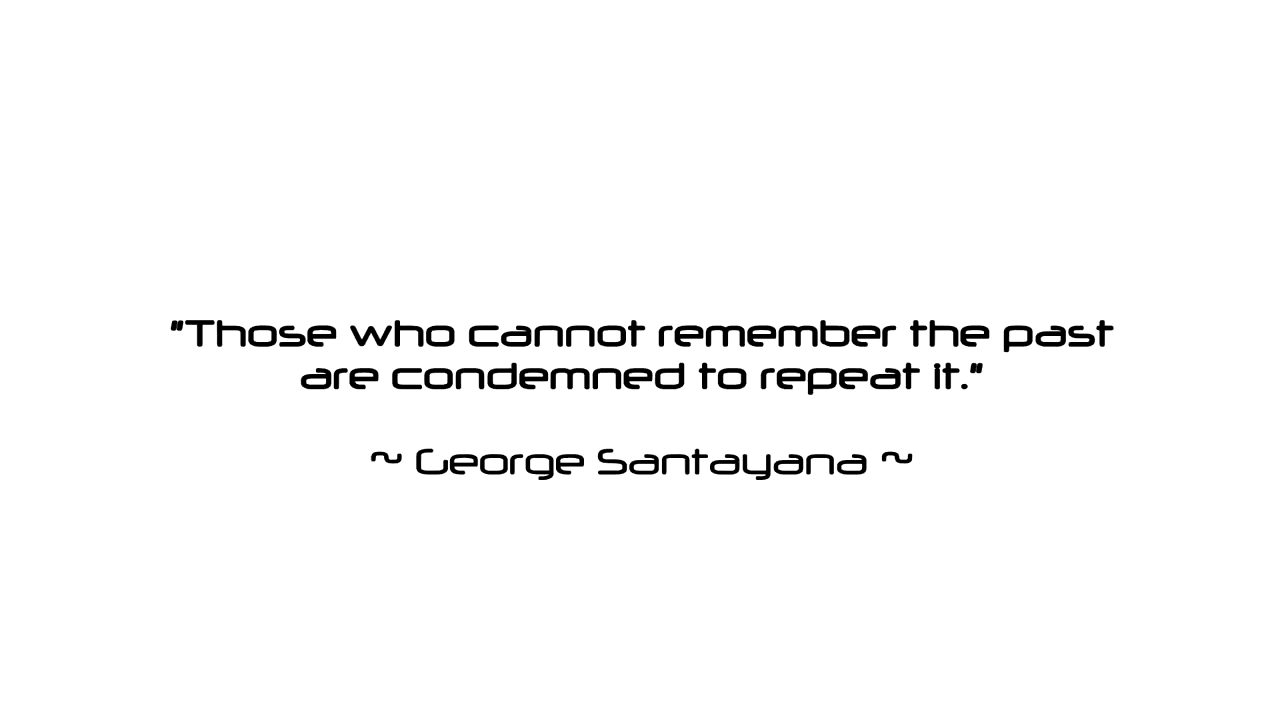 "Those who cannot remember the past
are condemned to repeat it."
~ George Santayana ~